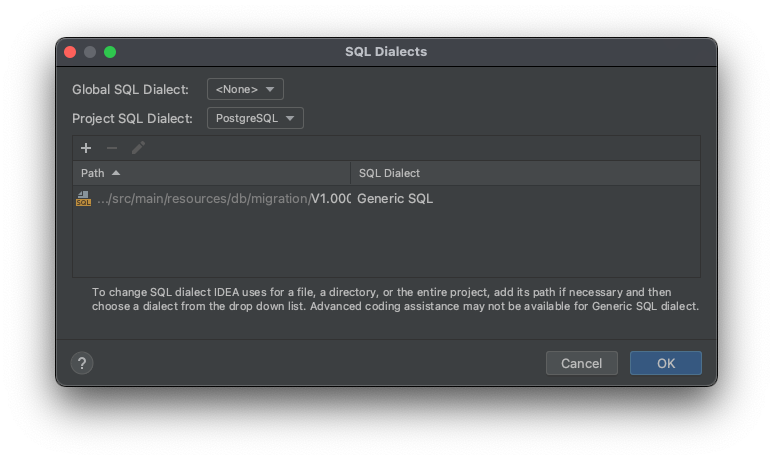 SQL Dialects
Global SQL Dialect: <None>
Project SQL Dialect: PostgreSQL
Path SQL Dialect
SQL .../src/main/resources/db/migration/V1.000 Generic SQL
To change SQL dialect IDEA uses for a file, a directory, or the entire project, add its path if necessary and then
choose a dialect from the drop down list. Advanced coding assistance may not be available for Generic SQL dialect.
? Cancel OK